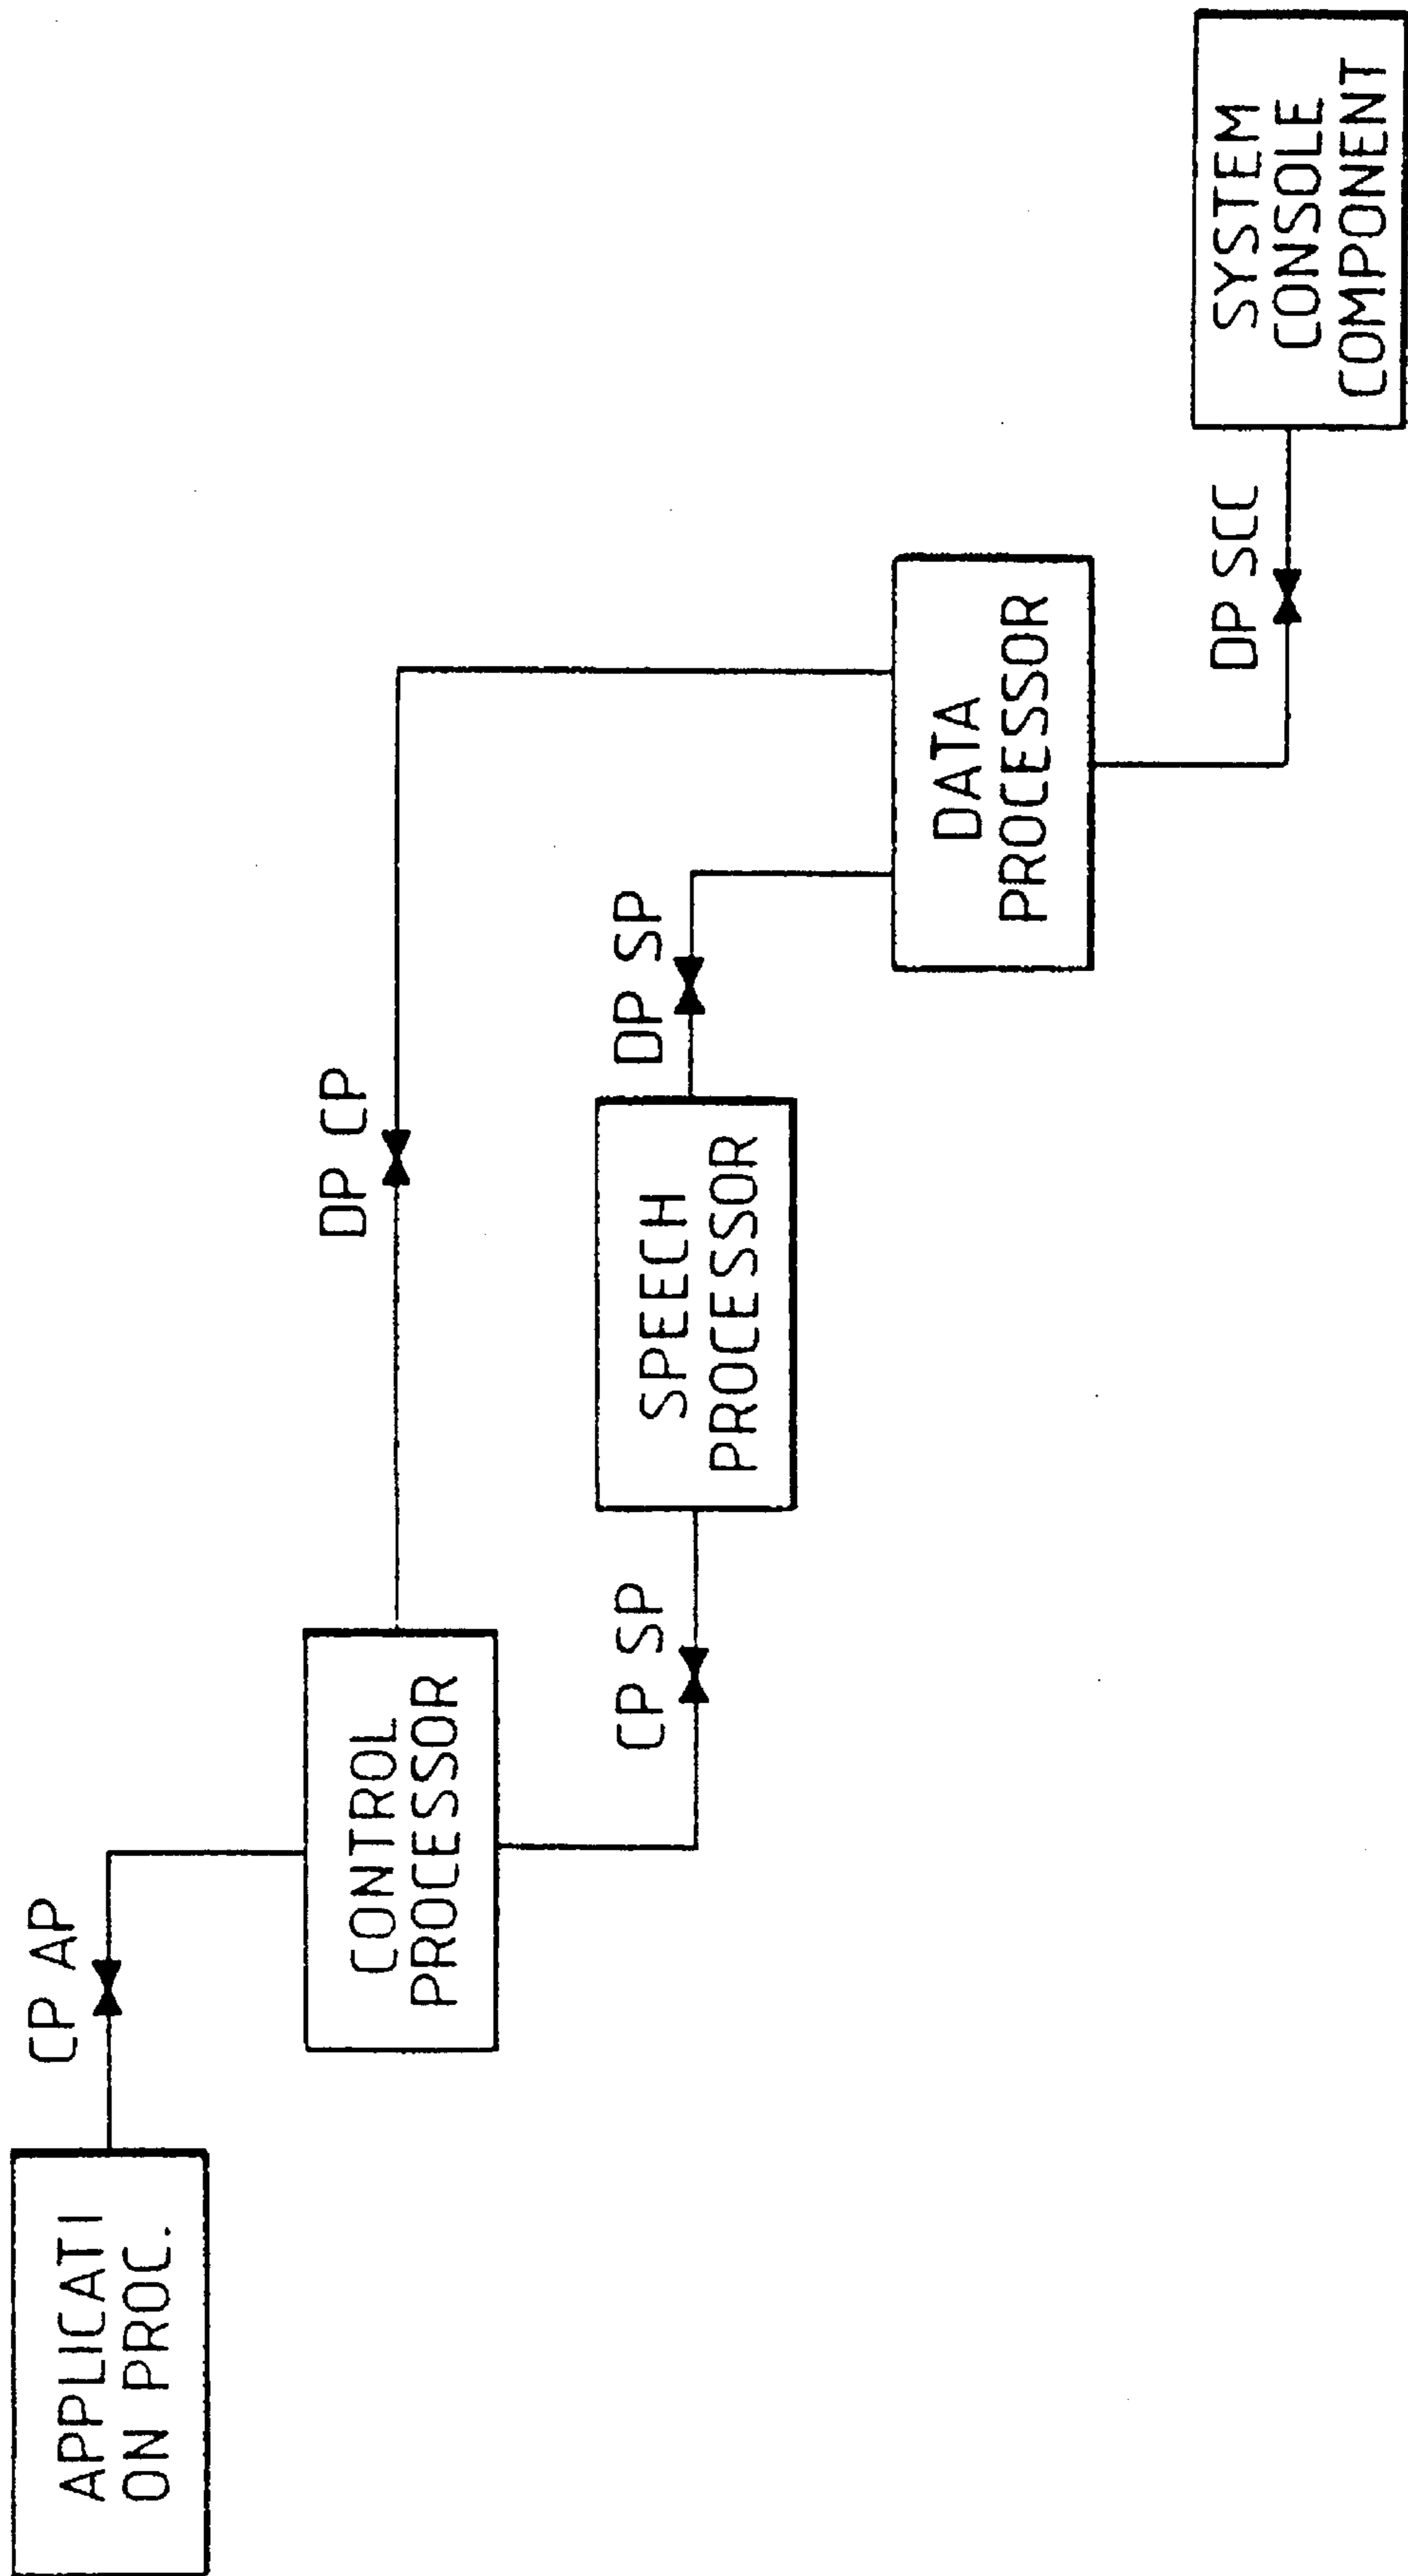 CP AP
APPLICATI
ON PROC.
DP CP
CONTROL
PROCESSOR
CP SP
DP SP
SPEECH
PROCESSOR
DATA
PROCESSOR
DP SCC
SYSTEM
CONSOLE
COMPONENT